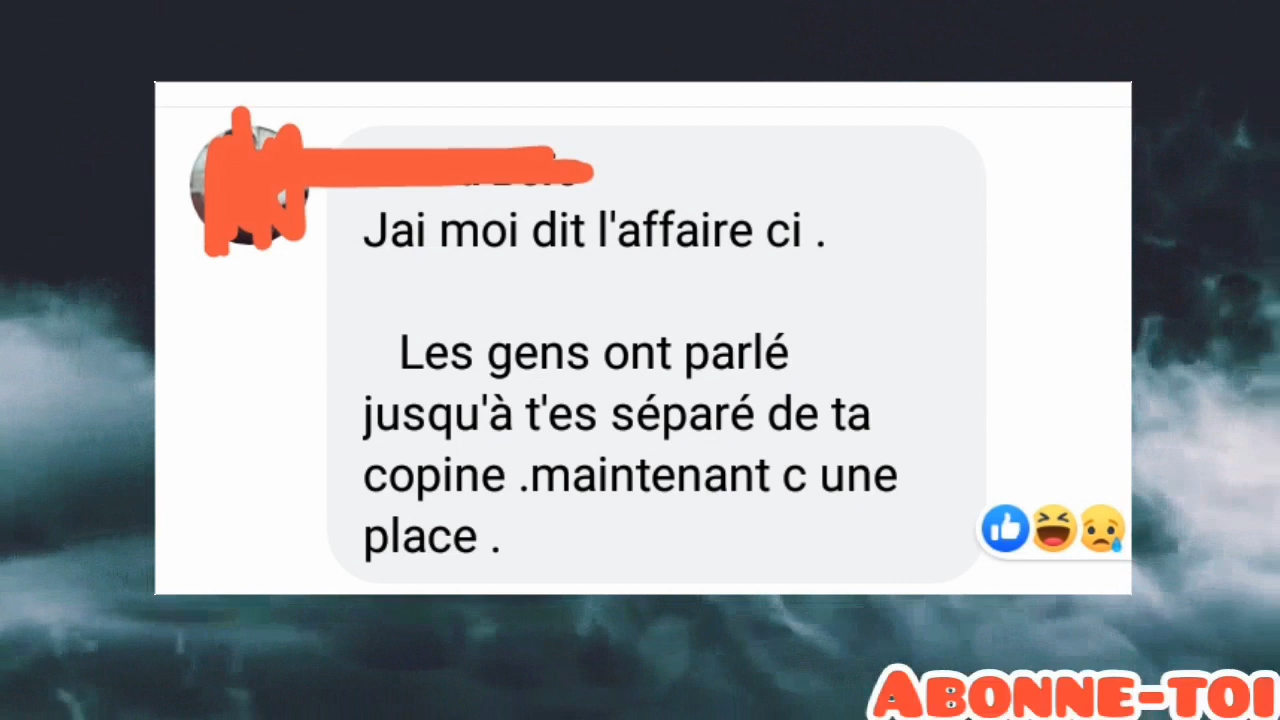 Jai moi dit l'affaire ci .
Les gens ont parlé
jusqu'à t'es séparé de ta
copine .maintenant c une
place .
ABONNE-TOI